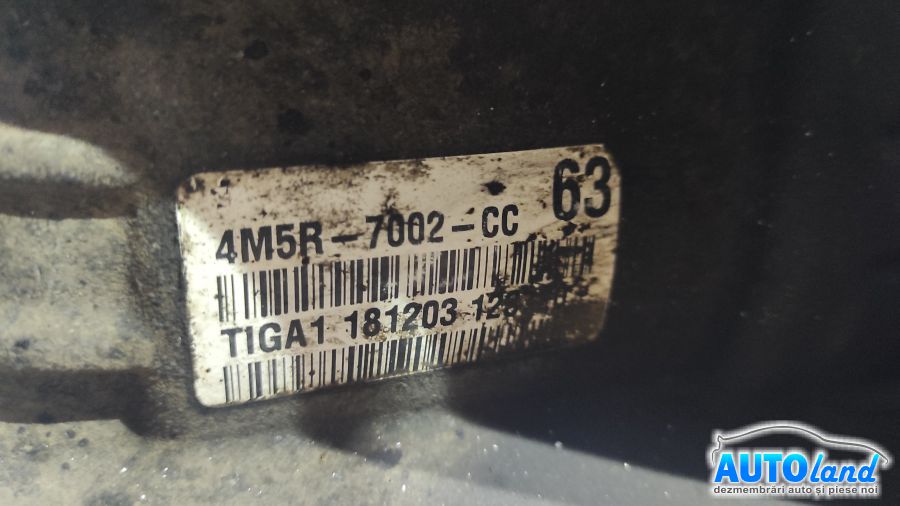 63
4M5R-7002-CC
TIGA1 181203
AUTOland
dezmembrări auto și piese noi